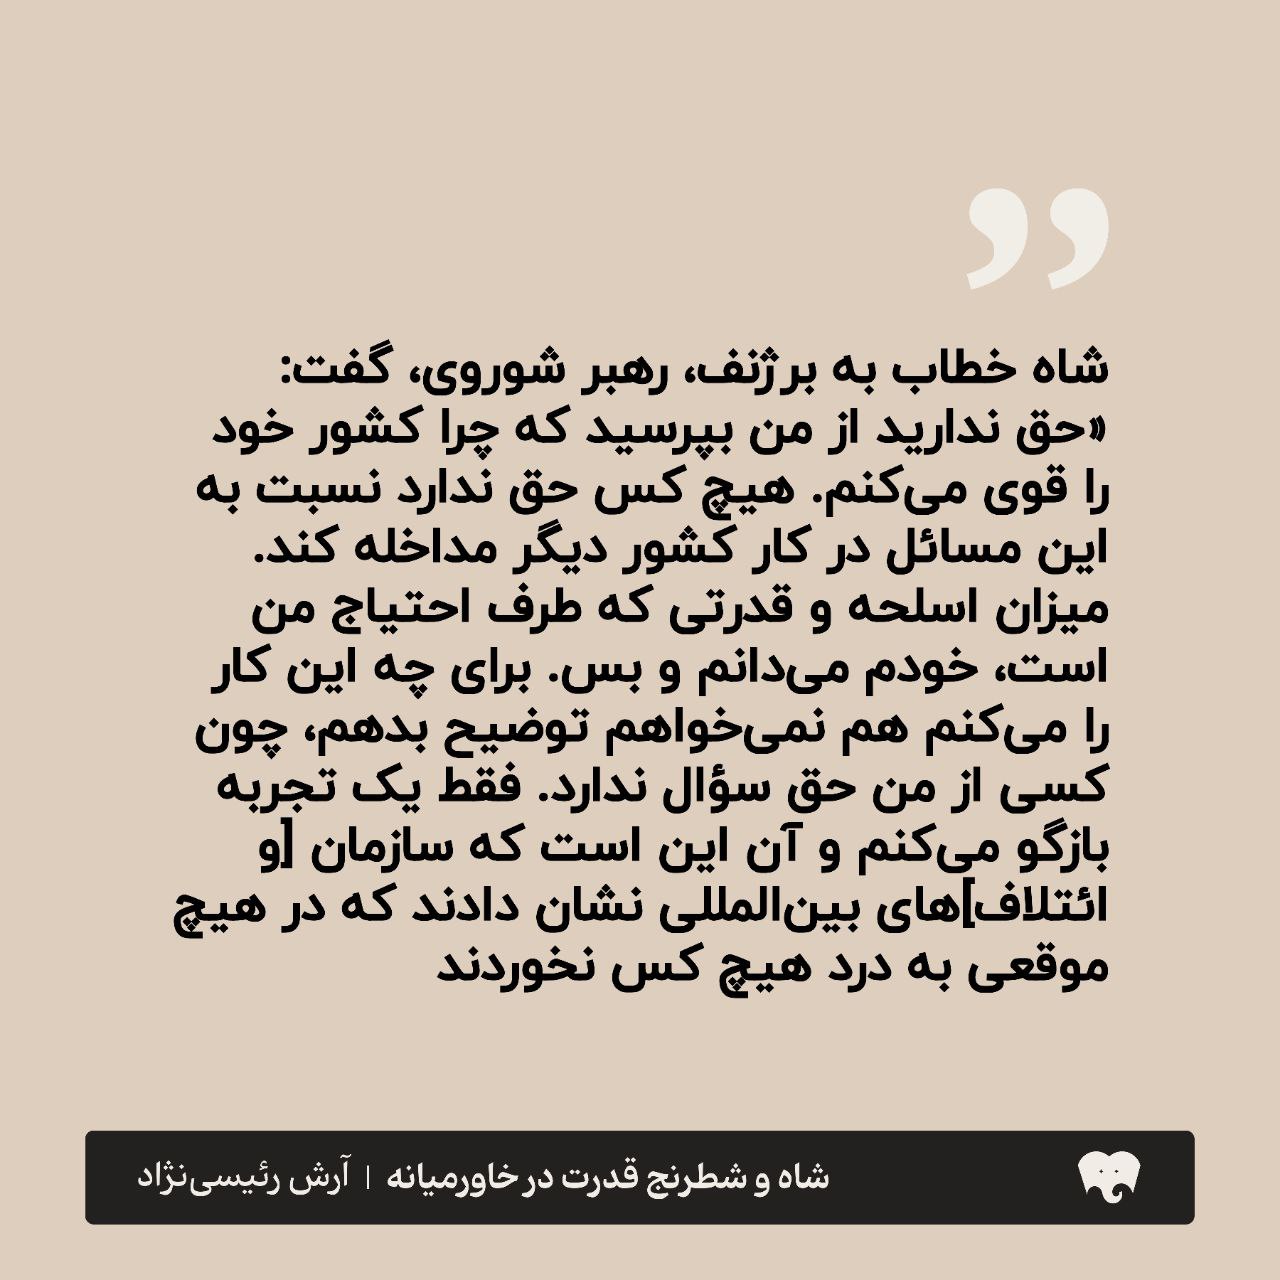 ”
شاه خطاب به برژنف، رهبر شوروی، گفت:
«حق ندارید از من بپرسید که چرا کشور خود
را قوی می‌کنم. هیچ کس حق ندارد نسبت به
این مسائل در کار کشور دیگر مداخله کند.
میزان اسلحه و قدرتی که طرف احتیاج من
است، خودم می‌دانم و بس. برای چه این کار
را می‌کنم هم نمی‌خواهم توضیح بدهم، چون
کسی از من حق سؤال ندارد. فقط یک تجربه
بازگو می‌کنم و آن این است که سازمان [و
ائتلاف]های بین‌المللی نشان دادند که در هیچ
موقعی به درد هیچ کس نخوردند
شاه و شطرنج قدرت در خاورمیانه | آرش رئیسی‌نژاد